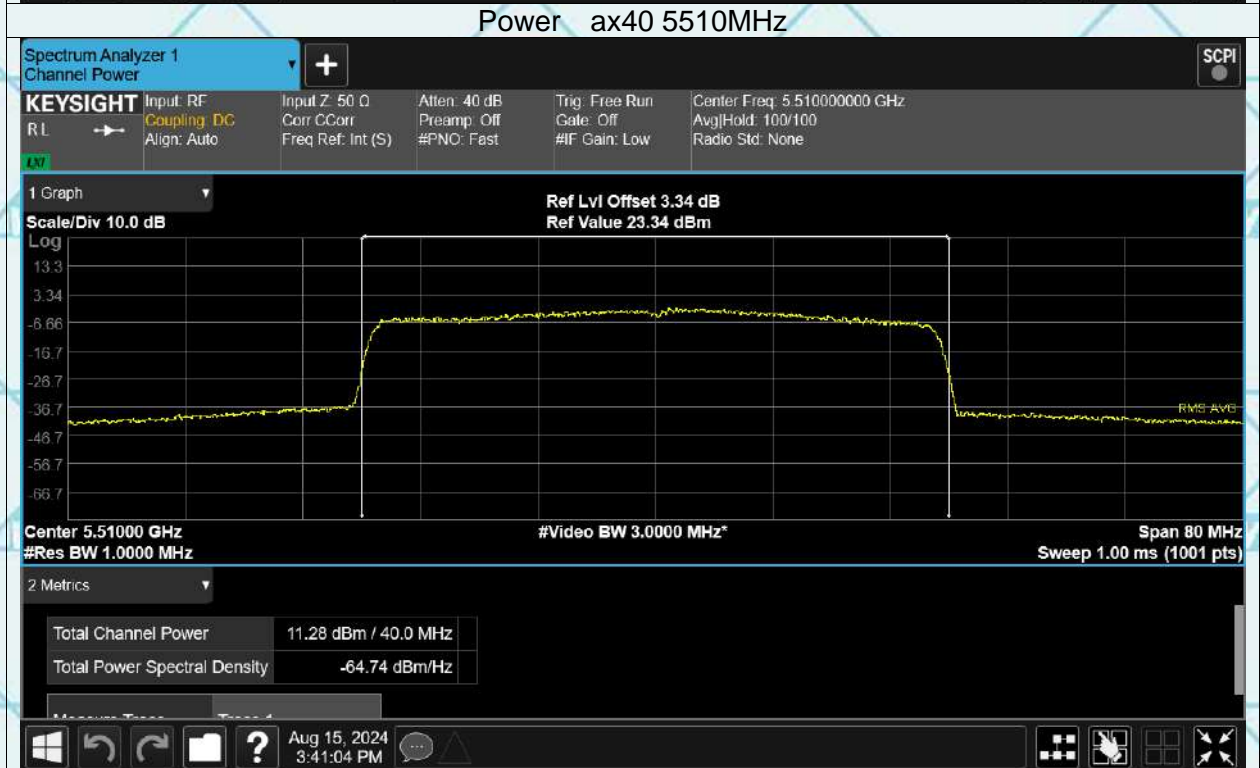 Power ax40 5510MHz
Spectrum Analyzer 1
Channel Power
SCPI
KEYSIGHT
RL
LXI
Input: RF
Coupling: DC
Align: Auto
Input Z: 50 Ω
Corr CCorr
Freq Ref: Int (S)
Atten: 40 dB
Preamp: Off
#PNO: Fast
Trig: Free Run
Gate: Off
#IF Gain: Low
Center Freq: 5.510000000 GHz
Avg|Hold: 100/100
Radio Std: None
1 Graph
Scale/Div 10.0 dB
Ref Lvl Offset 3.34 dB
Ref Value 23.34 dBm
Log
13.3
3.34
-6.66
-16.7
-26.7
-36.7
RMS AVG
-46.7
-56.7
-66.7
Center 5.51000 GHz
#Video BW 3.0000 MHz*
Span 80 MHz
#Res BW 1.0000 MHz
Sweep 1.00 ms (1001 pts)
2 Metrics
Total Channel Power 11.28 dBm / 40.0 MHz
Total Power Spectral Density -64.74 dBm/Hz
Aug 15, 2024
3:41:04 PM